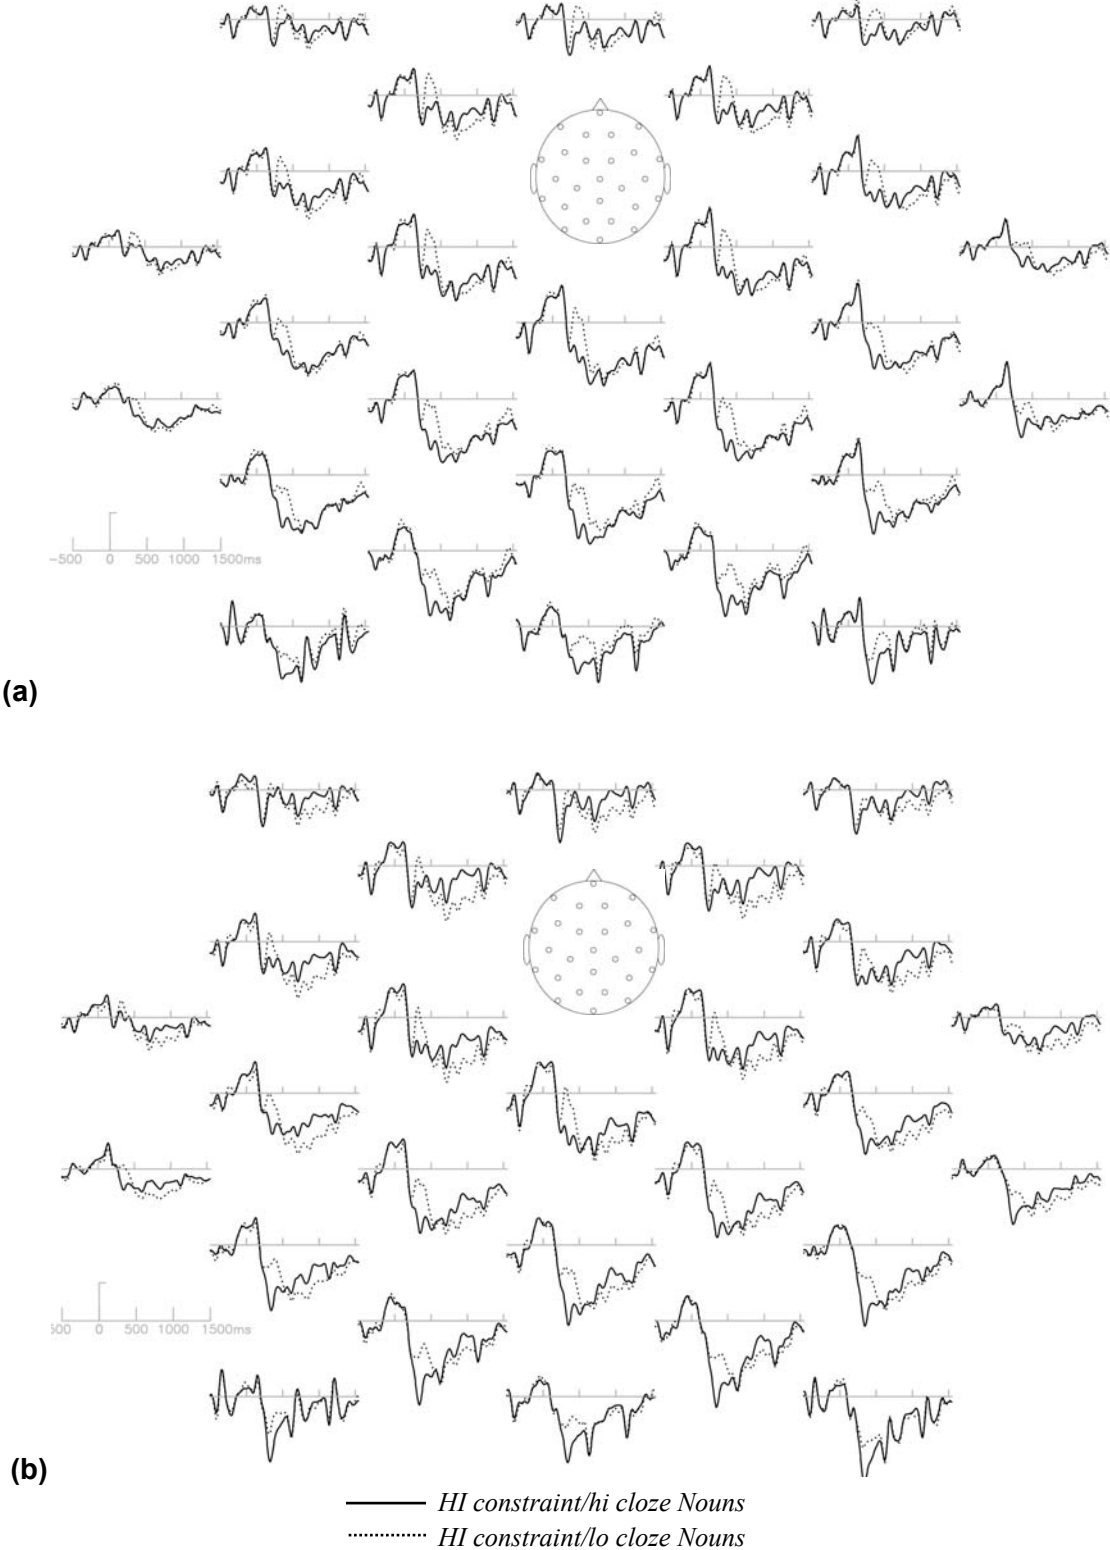 −500 0 500 1000 1500ms
(a)
500 0 500 1000 1500ms
(b)
HI constraint/hi cloze Nouns
HI constraint/lo cloze Nouns